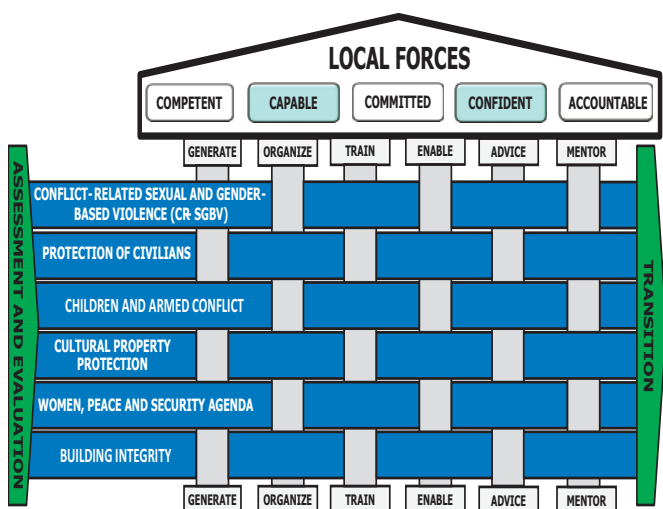 LOCAL FORCES
COMPETENT
CAPABLE
COMMITTED
CONFIDENT
ACCOUNTABLE
GENERATE
ORGANIZE
TRAIN
ENABLE
ADVICE
MENTOR
ASSESSMENT AND EVALUATION
CONFLICT-RELATED SEXUAL AND GENDER-
BASED VIOLENCE (CR-SGBV)
PROTECTION OF CIVILIANS
CHILDREN AND ARMED CONFLICT
CULTURAL PROPERTY
PROTECTION
WOMEN, PEACE AND SECURITY AGENDA
BUILDING INTEGRITY
TRANSITION
GENERATE
ORGANIZE
TRAIN
ENABLE
ADVICE
MENTOR